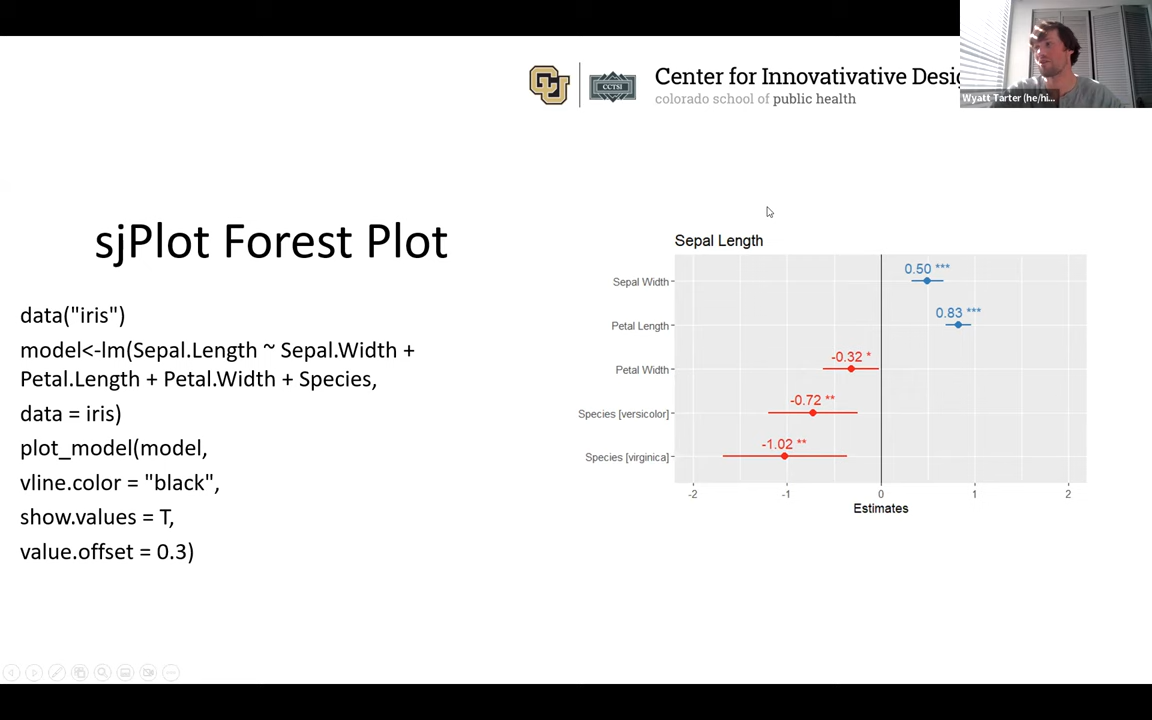 CU
CCTSI
Center for Innovativative Desig
colorado school of public health
Wyatt Tarter (he/hi...
sjPlot Forest Plot
data("iris")
model<-lm(Sepal.Length ~ Sepal.Width +
Petal.Length + Petal.Width + Species,
data = iris)
plot_model(model,
vline.color = "black",
show.values = T,
value.offset = 0.3)
Sepal Length
Sepal Width
0.50 ***
Petal Length
0.83 ***
Petal Width
-0.32 *
Species [versicolor]
-0.72 **
Species [virginica]
-1.02 **
-2 -1 0 1 2
Estimates